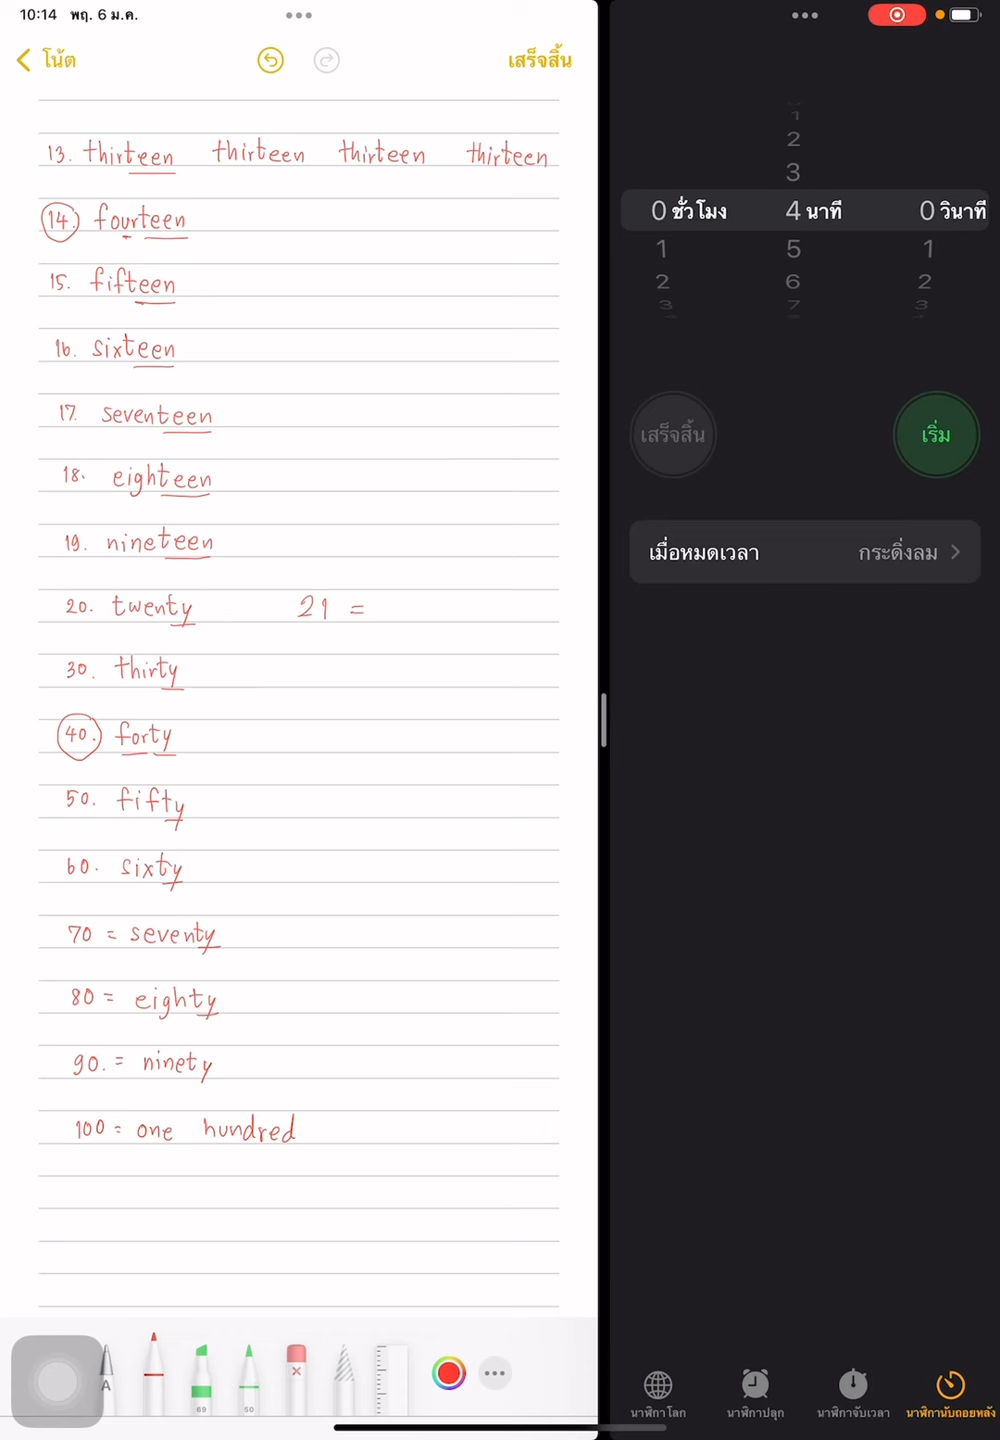 10:14 พฤ. 6 ม.ค.
โน้ต
เสร็จสิ้น
13. thirteen thirteen thirteen thirteen
14. fourteen
15. fifteen
16. sixteen
17. seventeen
18. eighteen
19. nineteen
20. twenty 21 =
30. thirty
40. forty
50. fifty
60. sixty
70 = seventy
80 = eighty
90. = ninety
100 = one hundred
A
69
50
1
2
3
0 ชั่วโมง 4 นาที 0 วินาที
1 5 1
2 6 2
3 7 3
เสร็จสิ้น
เริ่ม
เมื่อหมดเวลา กระดิ่งลม
นาฬิกาโลก นาฬิกาปลุก นาฬิกาจับเวลา นาฬิกานับถอยหลัง